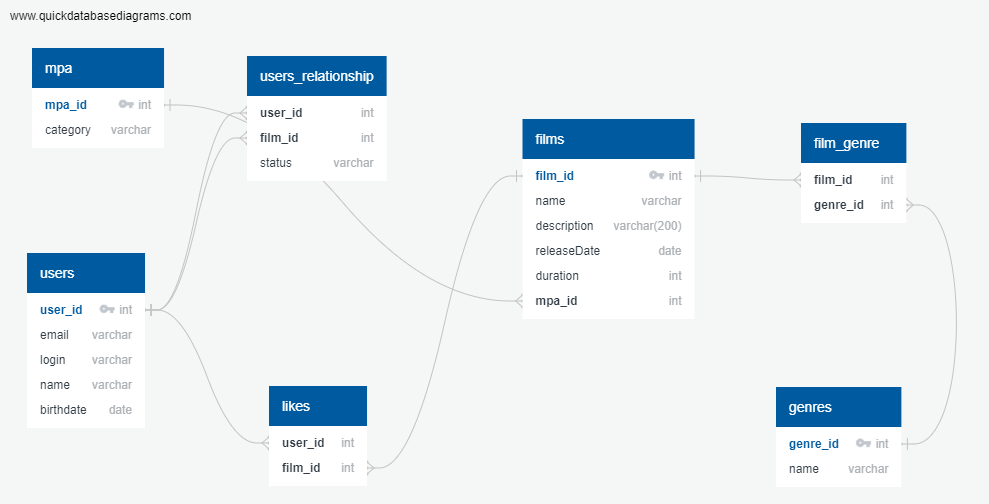 www.quickdatabasediagrams.com
mpa
mpa_id int
category varchar
users_relationship
user_id int
film_id int
status varchar
films
film_id int
name varchar
description varchar(200)
releaseDate date
duration int
mpa_id int
film_genre
film_id int
genre_id int
users
user_id int
email varchar
login varchar
name varchar
birthdate date
likes
user_id int
film_id int
genres
genre_id int
name varchar